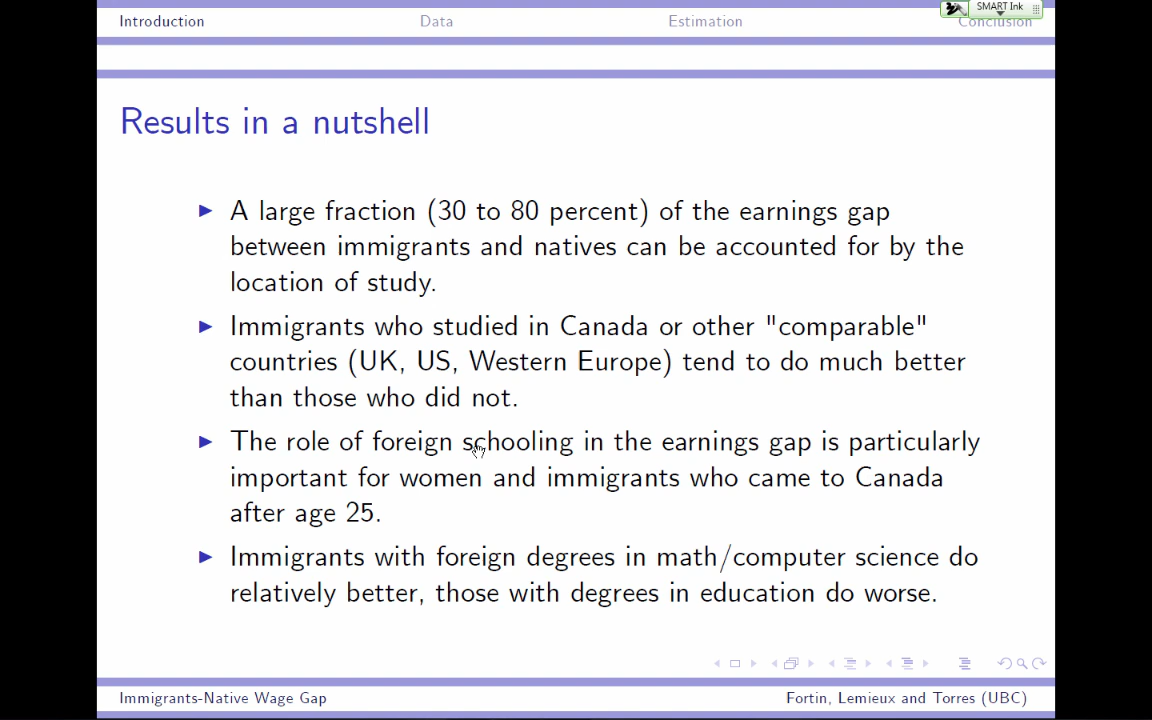 Introduction Data Estimation Conclusion
SMART Ink
Results in a nutshell
A large fraction (30 to 80 percent) of the earnings gap
between immigrants and natives can be accounted for by the
location of study.
Immigrants who studied in Canada or other "comparable"
countries (UK, US, Western Europe) tend to do much better
than those who did not.
The role of foreign schooling in the earnings gap is particularly
important for women and immigrants who came to Canada
after age 25.
Immigrants with foreign degrees in math/computer science do
relatively better, those with degrees in education do worse.
Immigrants-Native Wage Gap Fortin, Lemieux and Torres (UBC)